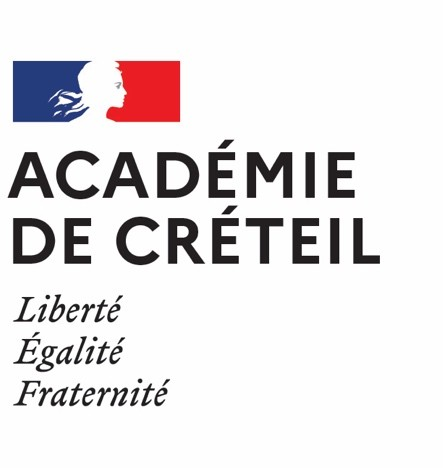 ACADÉMIE
DE CRÉTEIL
Liberté
Égalité
Fraternité